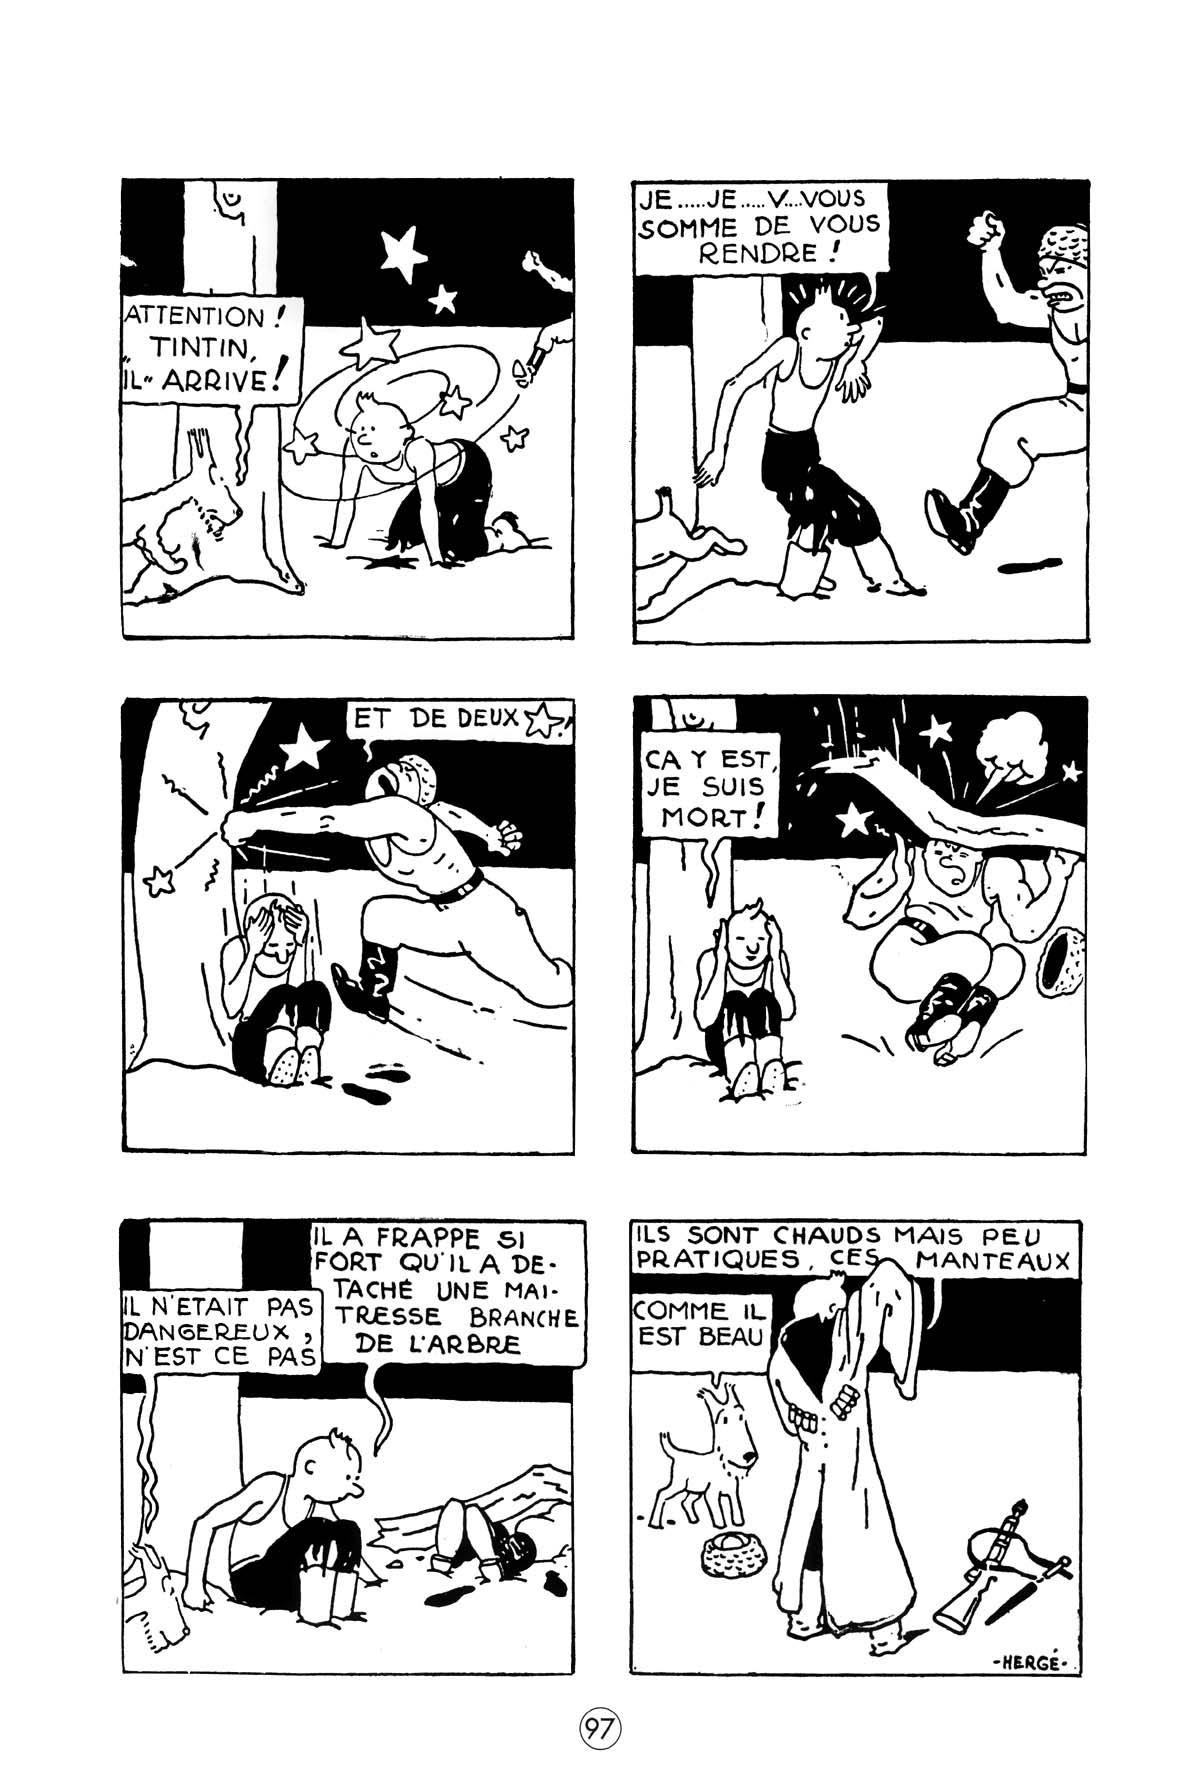 ATTENTION!
TINTIN,
"IL" ARRIVE!
JE.....JE.....V....VOUS
SOMME DE VOUS
RENDRE!
ET DE DEUX !
CA Y EST,
JE SUIS
MORT!
IL N'ETAIT PAS
DANGEREUX,
N'EST CE PAS
IL A FRAPPE SI
FORT QU'IL A DE-
TACHÉ UNE MAI-
TRESSE BRANCHE
DE L'ARBRE
ILS SONT CHAUDS MAIS PEU
PRATIQUES, CES MANTEAUX
COMME IL
EST BEAU
-HERGÉ-
97